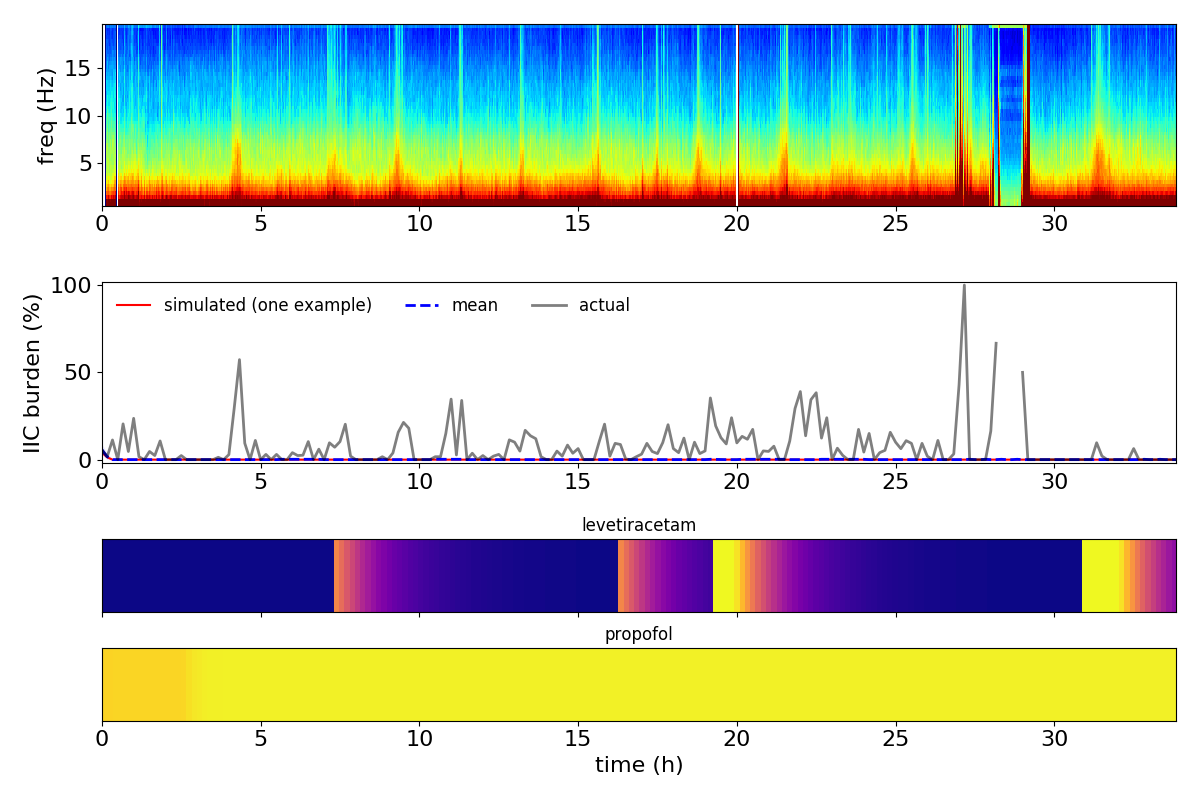 freq (Hz)
15
10
5
0 5 10 15 20 25 30
IIC burden (%)
100
50
0
simulated (one example) mean actual
0 5 10 15 20 25 30
levetiracetam
propofol
0 5 10 15 20 25 30
time (h)